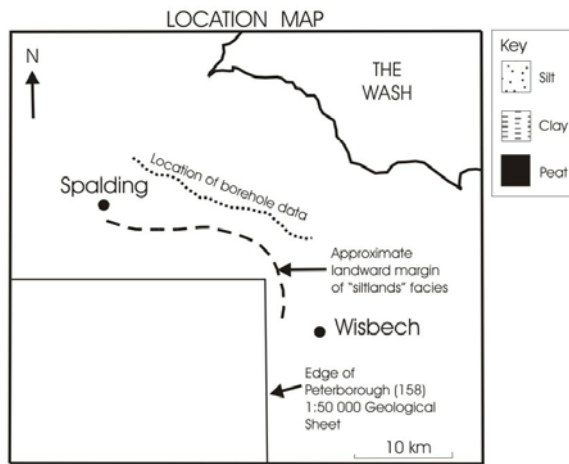 LOCATION MAP
N
THE
WASH
Key
Silt
Clay
Peat
Location of borehole data
Spalding
Approximate
landward margin
of "siltlands" facies
Wisbech
Edge of
Peterborough (158)
1:50 000 Geological
Sheet
10 km